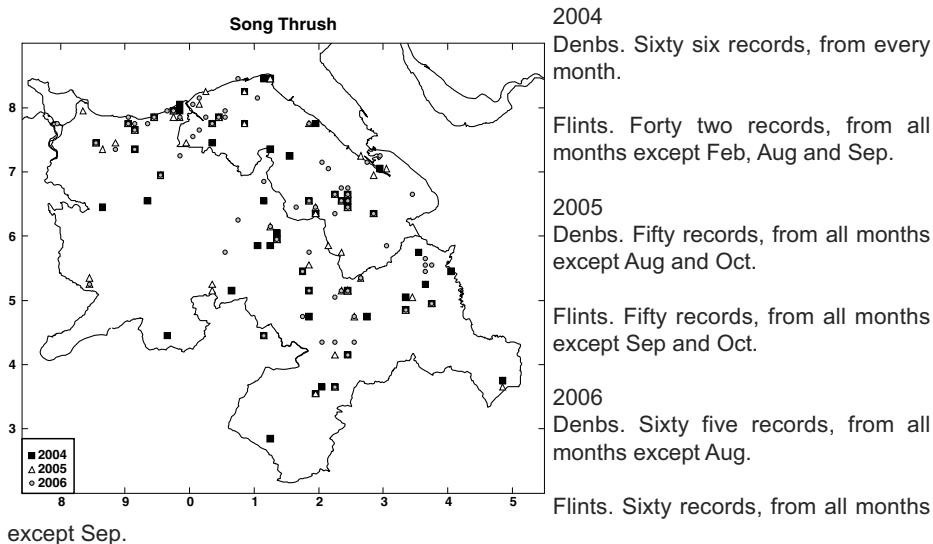 Song Thrush
8
7
6
5
4
3
8 9 0 1 2 3 4 5
2004
2005
2006
2004
Denbs. Sixty six records, from every
month.
Flints. Forty two records, from all
months except Feb, Aug and Sep.
2005
Denbs. Fifty records, from all months
except Aug and Oct.
Flints. Fifty records, from all months
except Sep and Oct.
2006
Denbs. Sixty five records, from all
months except Aug.
Flints. Sixty records, from all months
except Sep.